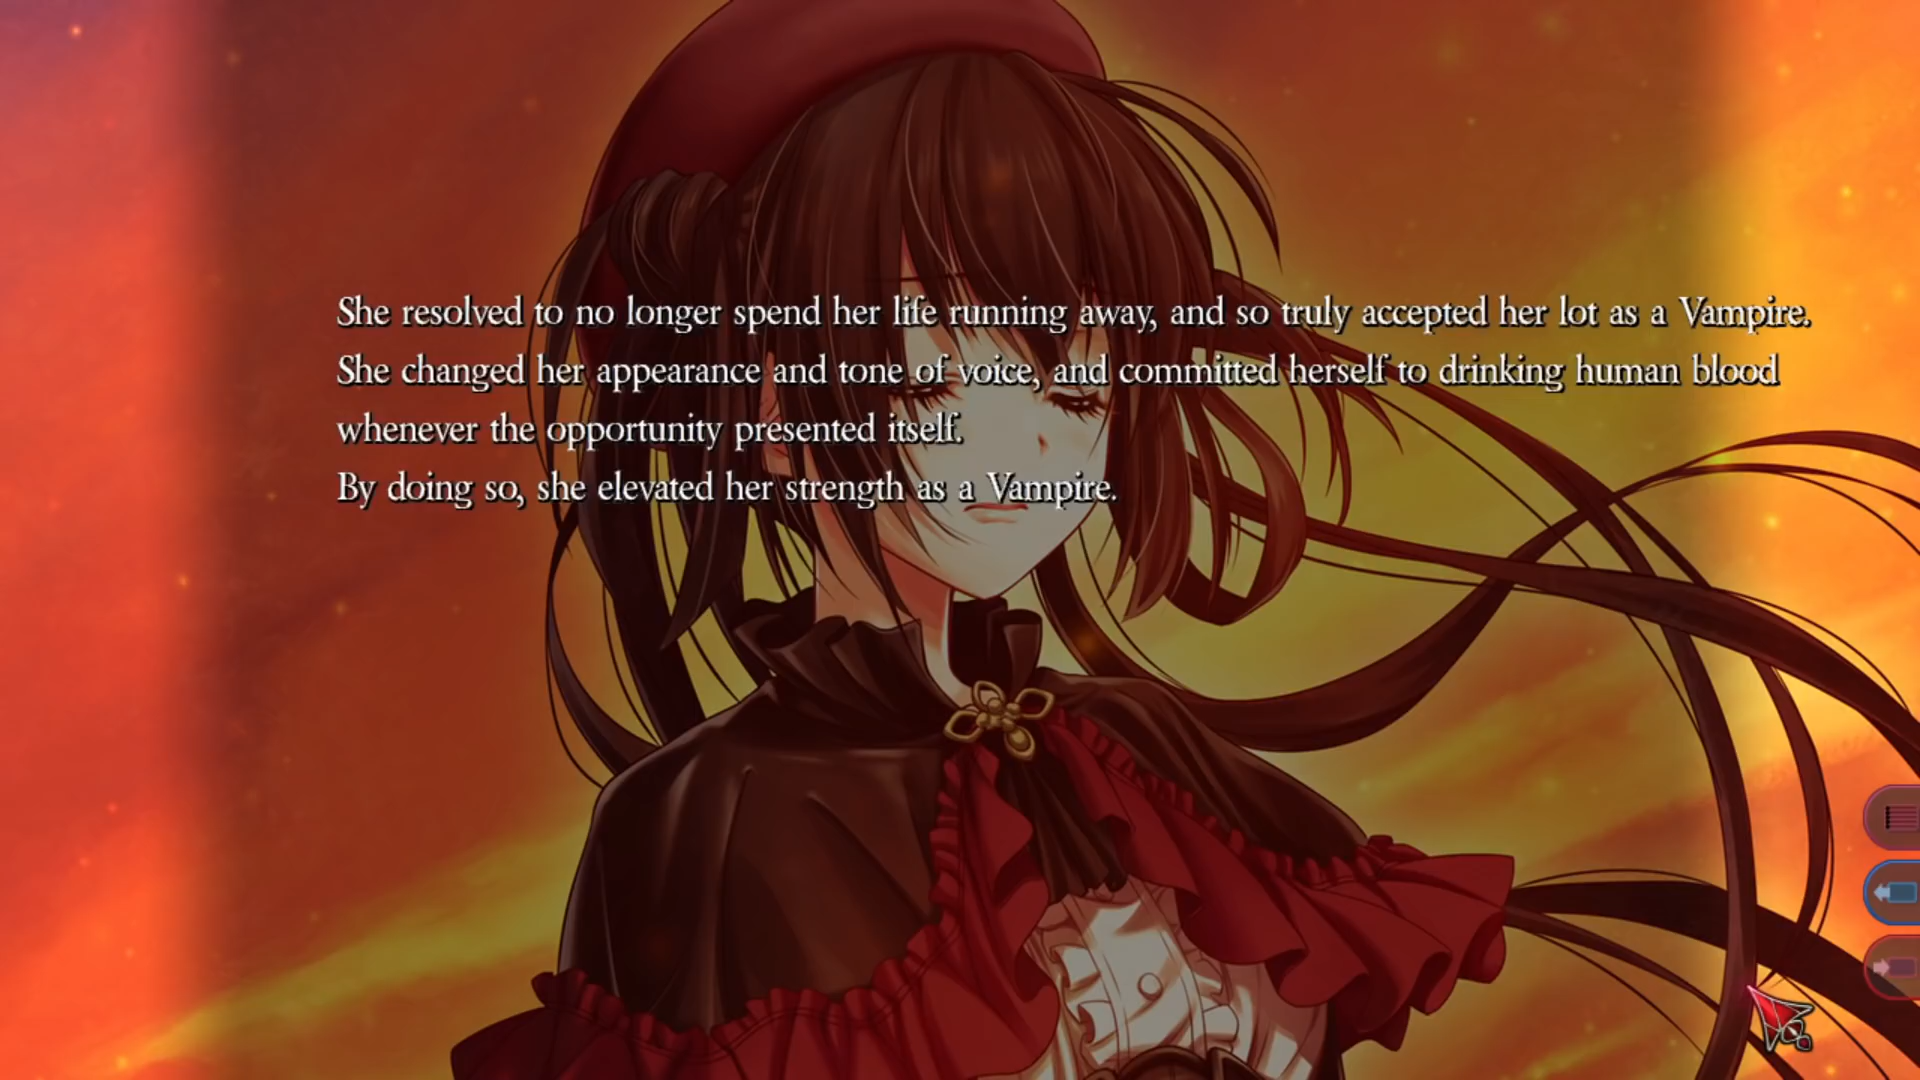 She resolved to no longer spend her life running away, and so truly accepted her lot as a Vampire.
She changed her appearance and tone of voice, and committed herself to drinking human blood
whenever the opportunity presented itself.
By doing so, she elevated her strength as a Vampire.